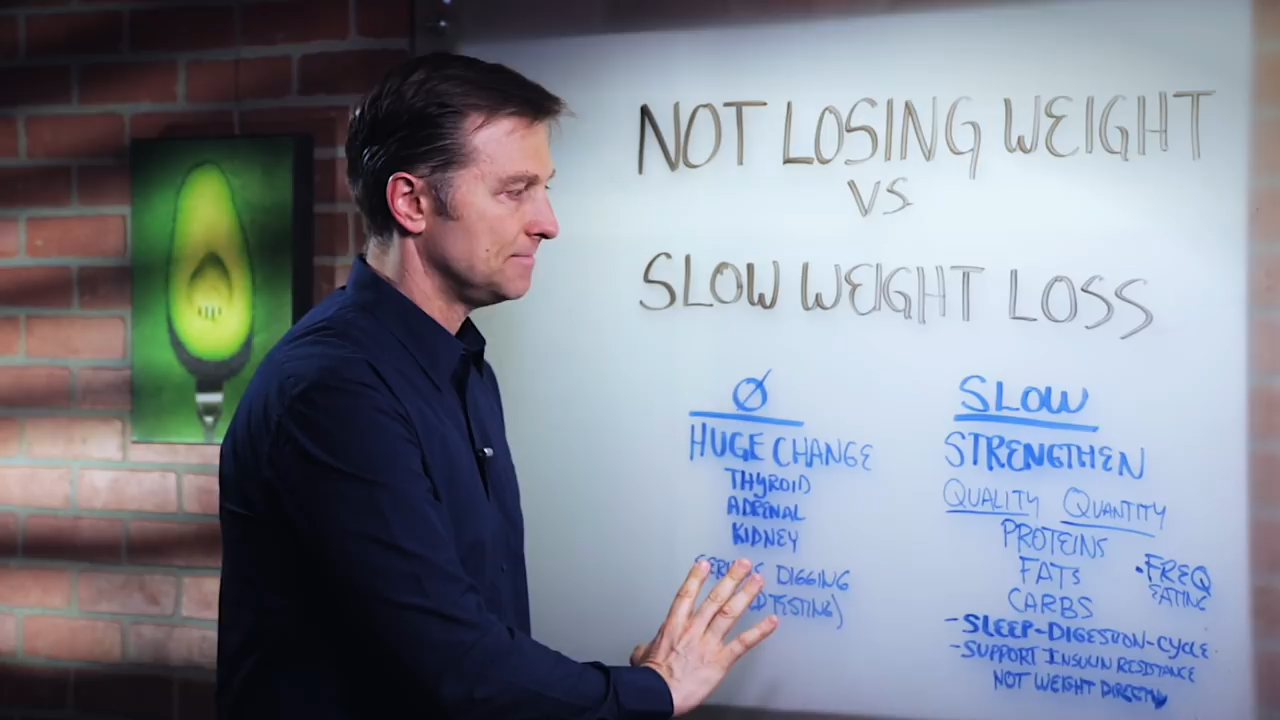 NOT LOSING WEIGHT
VS
SLOW WEIGHT LOSS
Ø
HUGE CHANGE
THYROID
ADRENAL
KIDNEY
DIGGING
TESTING)
SLOW
STRENGTHEN
QUALITY QUANTITY
PROTEINS
FATS
CARBS
•FREQ
EATING
-SLEEP-DIGESTION-CYCLE
-SUPPORT INSULIN RESISTANCE
NOT WEIGHT DIRECTLY